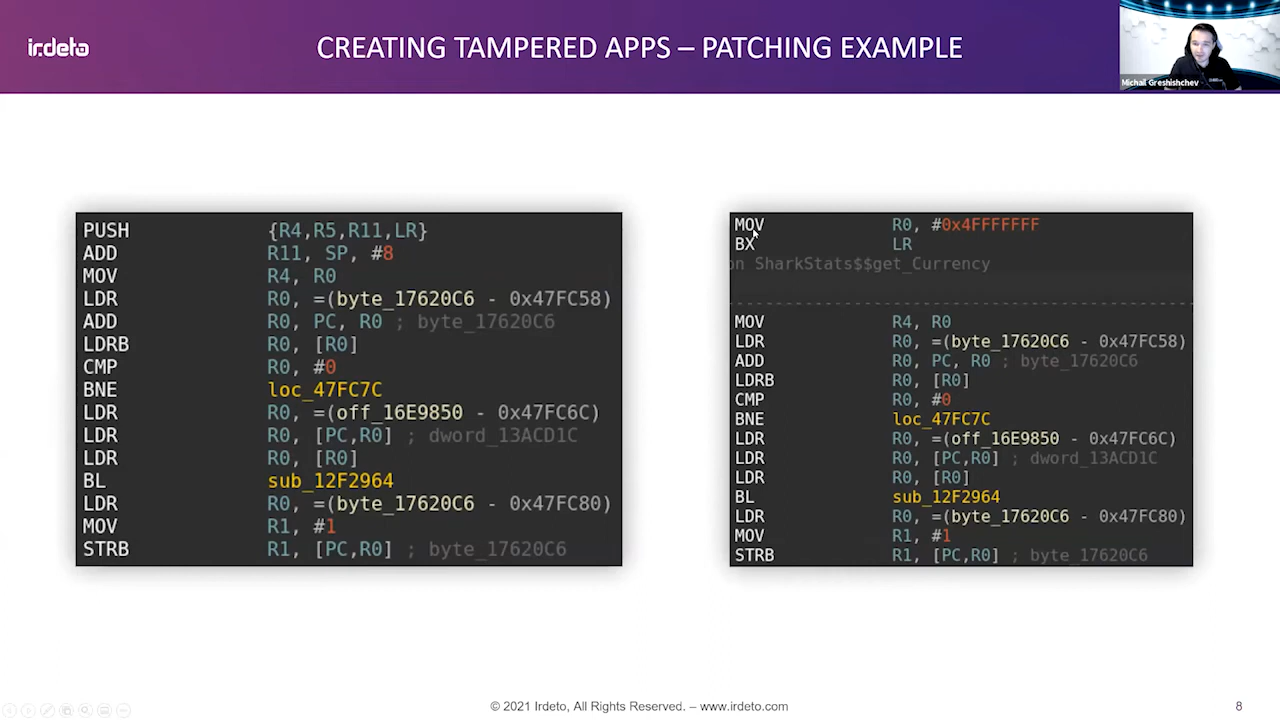 irdeto
CREATING TAMPERED APPS – PATCHING EXAMPLE
Michail Greshishchev
PUSH {R4,R5,R11,LR}
ADD R11, SP, #8
MOV R4, R0
LDR R0, =(byte_17620C6 - 0x47FC58)
ADD R0, PC, R0 ; byte_17620C6
LDRB R0, [R0]
CMP R0, #0
BNE loc_47FC7C
LDR R0, =(off_16E9850 - 0x47FC6C)
LDR R0, [PC,R0] ; dword_13ACD1C
LDR R0, [R0]
BL sub_12F2964
LDR R0, =(byte_17620C6 - 0x47FC80)
MOV R1, #1
STRB R1, [PC,R0] ; byte_17620C6
MOV R0, #0x4FFFFFFF
BX LR
on SharkStats$$get_Currency
MOV R4, R0
LDR R0, =(byte_17620C6 - 0x47FC58)
ADD R0, PC, R0 ; byte_17620C6
LDRB R0, [R0]
CMP R0, #0
BNE loc_47FC7C
LDR R0, =(off_16E9850 - 0x47FC6C)
LDR R0, [PC,R0] ; dword_13ACD1C
LDR R0, [R0]
BL sub_12F2964
LDR R0, =(byte_17620C6 - 0x47FC80)
MOV R1, #1
STRB R1, [PC,R0] ; byte_17620C6
© 2021 Irdeto, All Rights Reserved. – www.irdeto.com
8